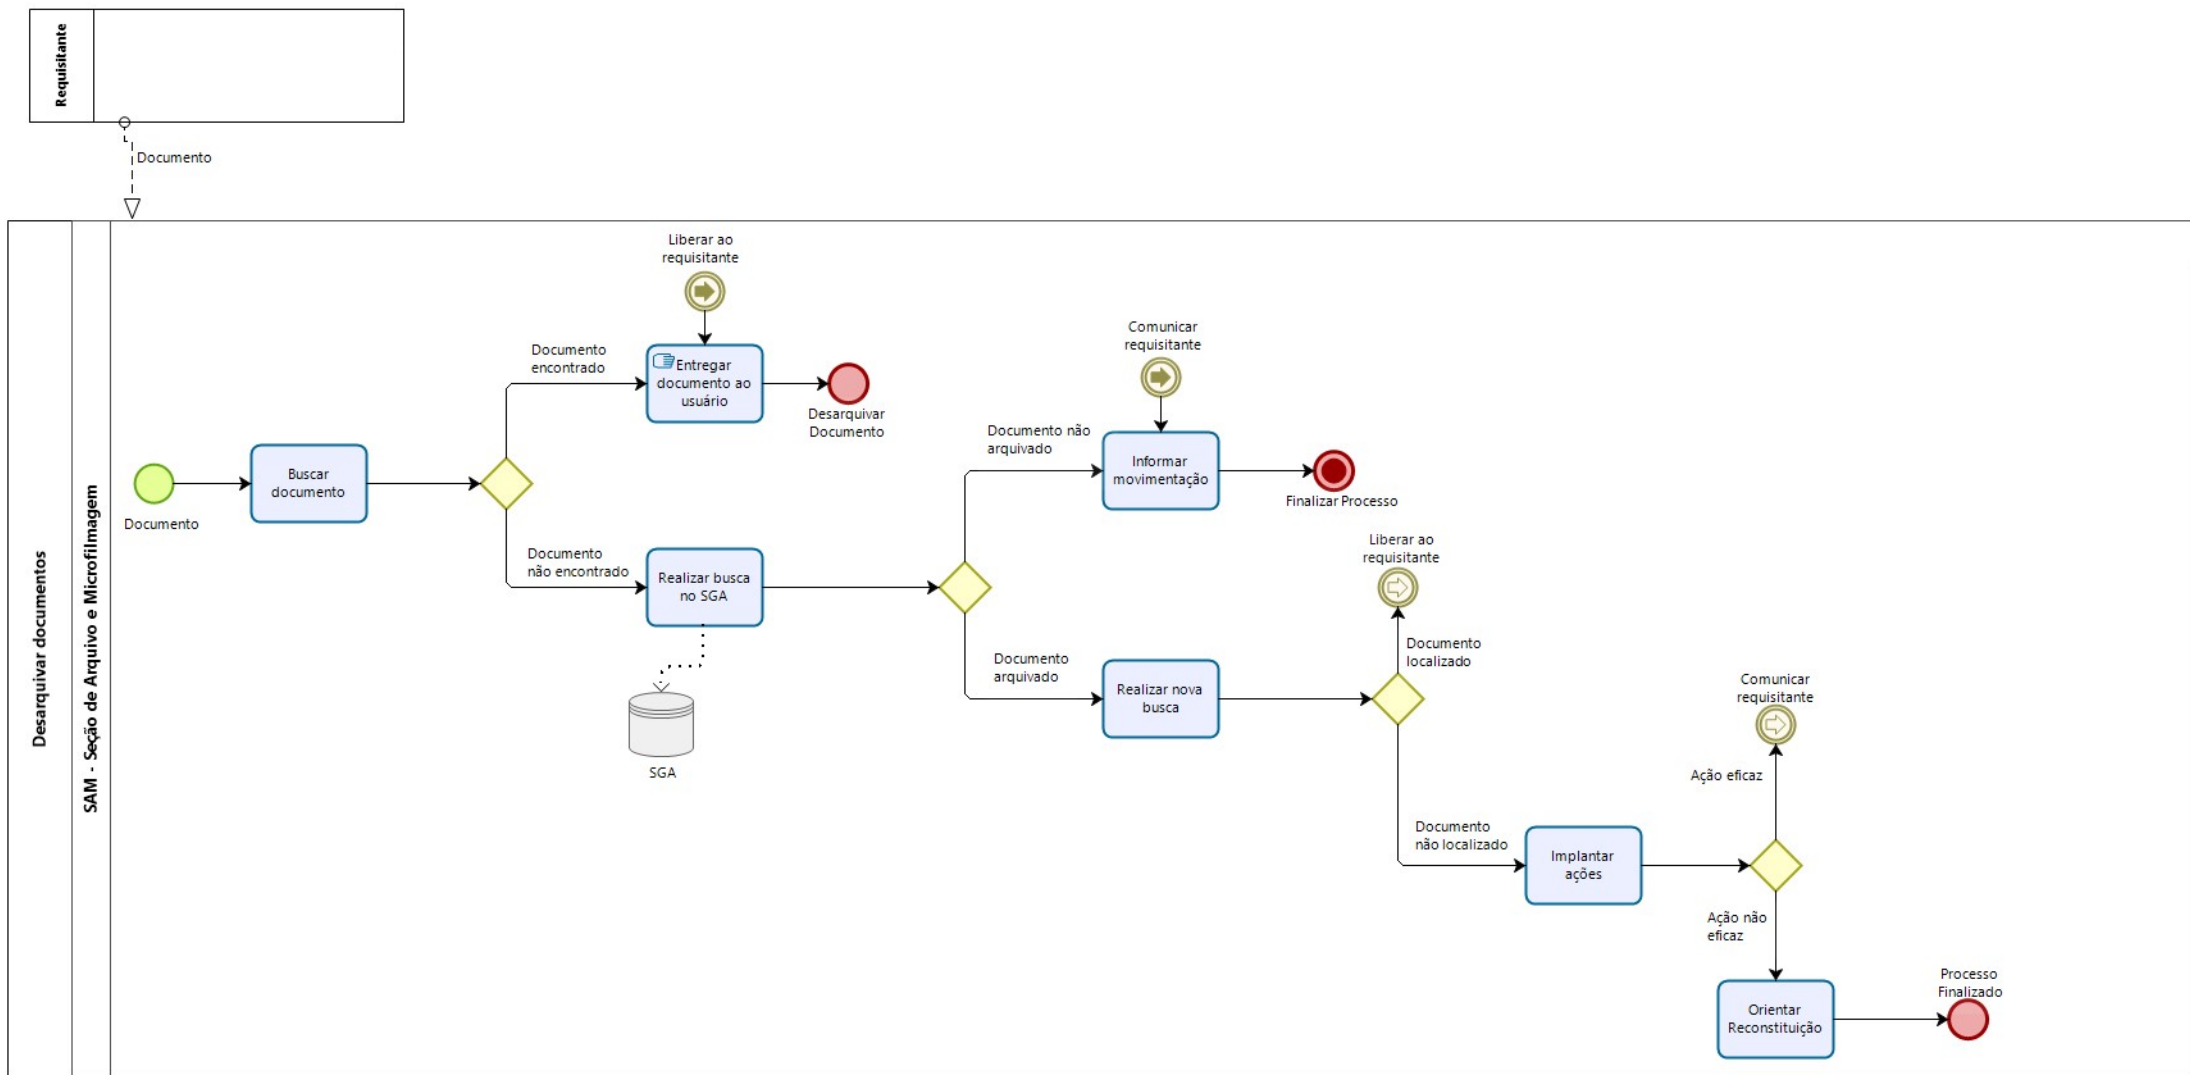 Requisitante
Documento
Desarquivar documentos
SAM - Seção de Arquivo e Microfilmagem
Documento
Buscar
documento
Documento
encontrado
Liberar ao
requisitante
Entregar
documento ao
usuário
Desarquivar
Documento
Documento
não encontrado
Realizar busca
no SGA
SGA
Documento não
arquivado
Comunicar
requisitante
Informar
movimentação
Finalizar Processo
Documento
arquivado
Realizar nova
busca
Liberar ao
requisitante
Documento
localizado
Documento
não localizado
Implantar
ações
Comunicar
requisitante
Ação eficaz
Ação não
eficaz
Orientar
Reconstituição
Processo
Finalizado